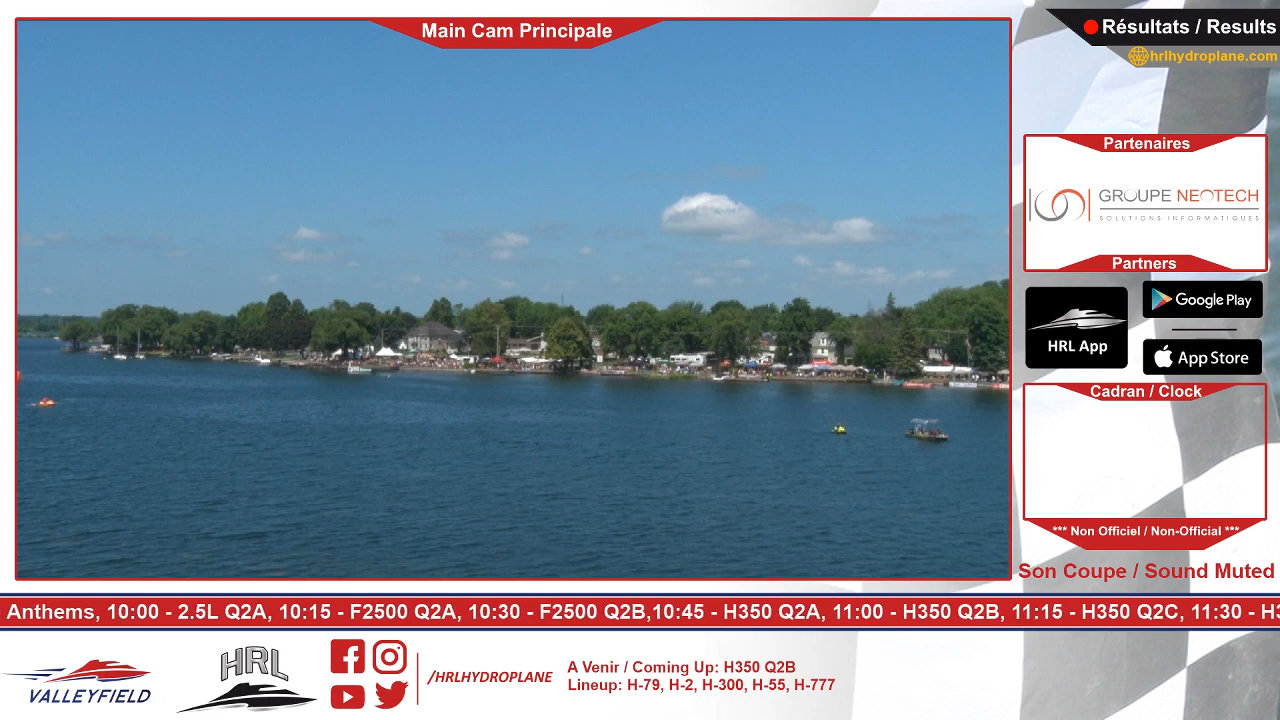 Main Cam Principale
Résultats / Results
hrlhydroplane.com
Partenaires
GROUPE NEOTECH
SOLUTIONS INFORMATIQUES
Partners
HRL App
Google Play
App Store
Cadran / Clock
*** Non Officiel / Non-Official ***
Son Coupe / Sound Muted
Anthems, 10:00 - 2.5L Q2A, 10:15 - F2500 Q2A, 10:30 - F2500 Q2B,10:45 - H350 Q2A, 11:00 - H350 Q2B, 11:15 - H350 Q2C, 11:30 -
VALLEYFIELD
HRL
/HRLHYDROPLANE
A Venir / Coming Up: H350 Q2B
Lineup: H-79, H-2, H-300, H-55, H-777